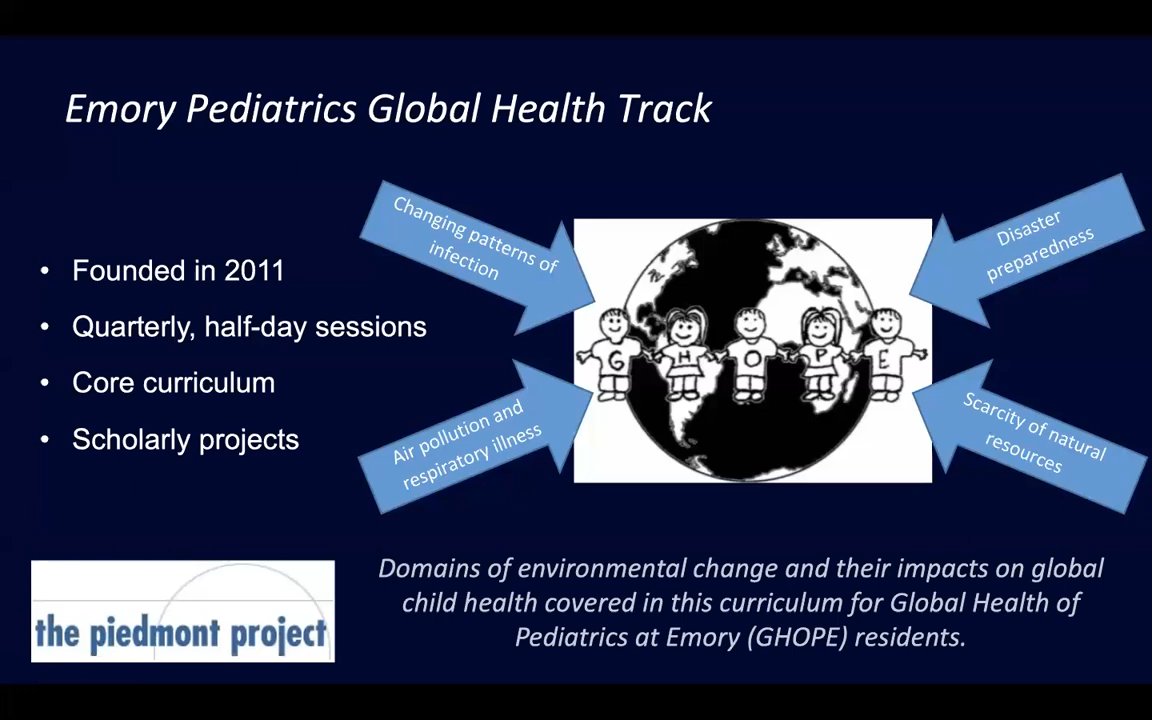 Emory Pediatrics Global Health Track
• Founded in 2011
• Quarterly, half-day sessions
• Core curriculum
• Scholarly projects
Changing patterns of
infection
Disaster
preparedness
G H O P E
Air pollution and
respiratory illness
Scarcity of natural
resources
the piedmont project
Domains of environmental change and their impacts on global
child health covered in this curriculum for Global Health of
Pediatrics at Emory (GHOPE) residents.